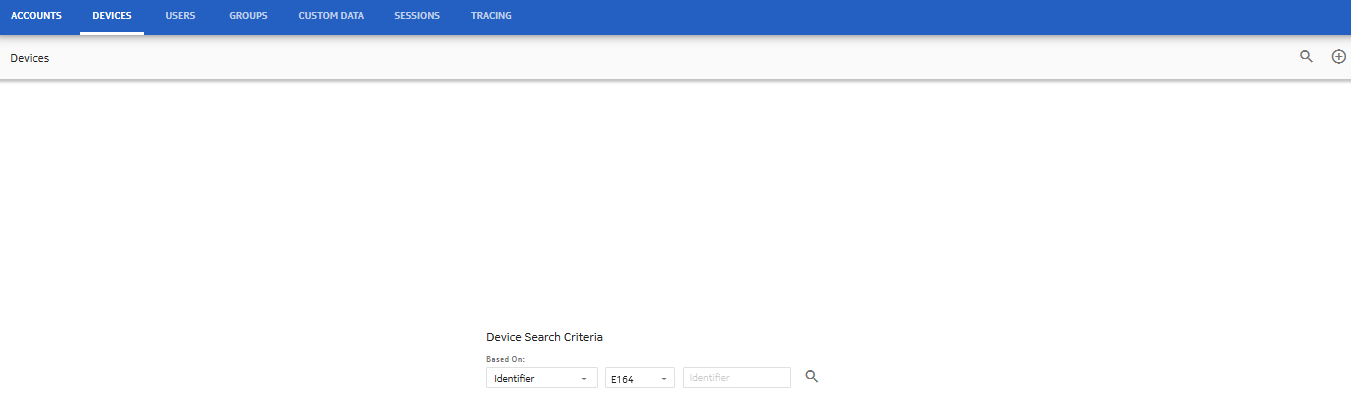 ACCOUNTS DEVICES USERS GROUPS CUSTOM DATA SESSIONS TRACING
Devices
Device Search Criteria
Based On:
Identifier E164 Identifier